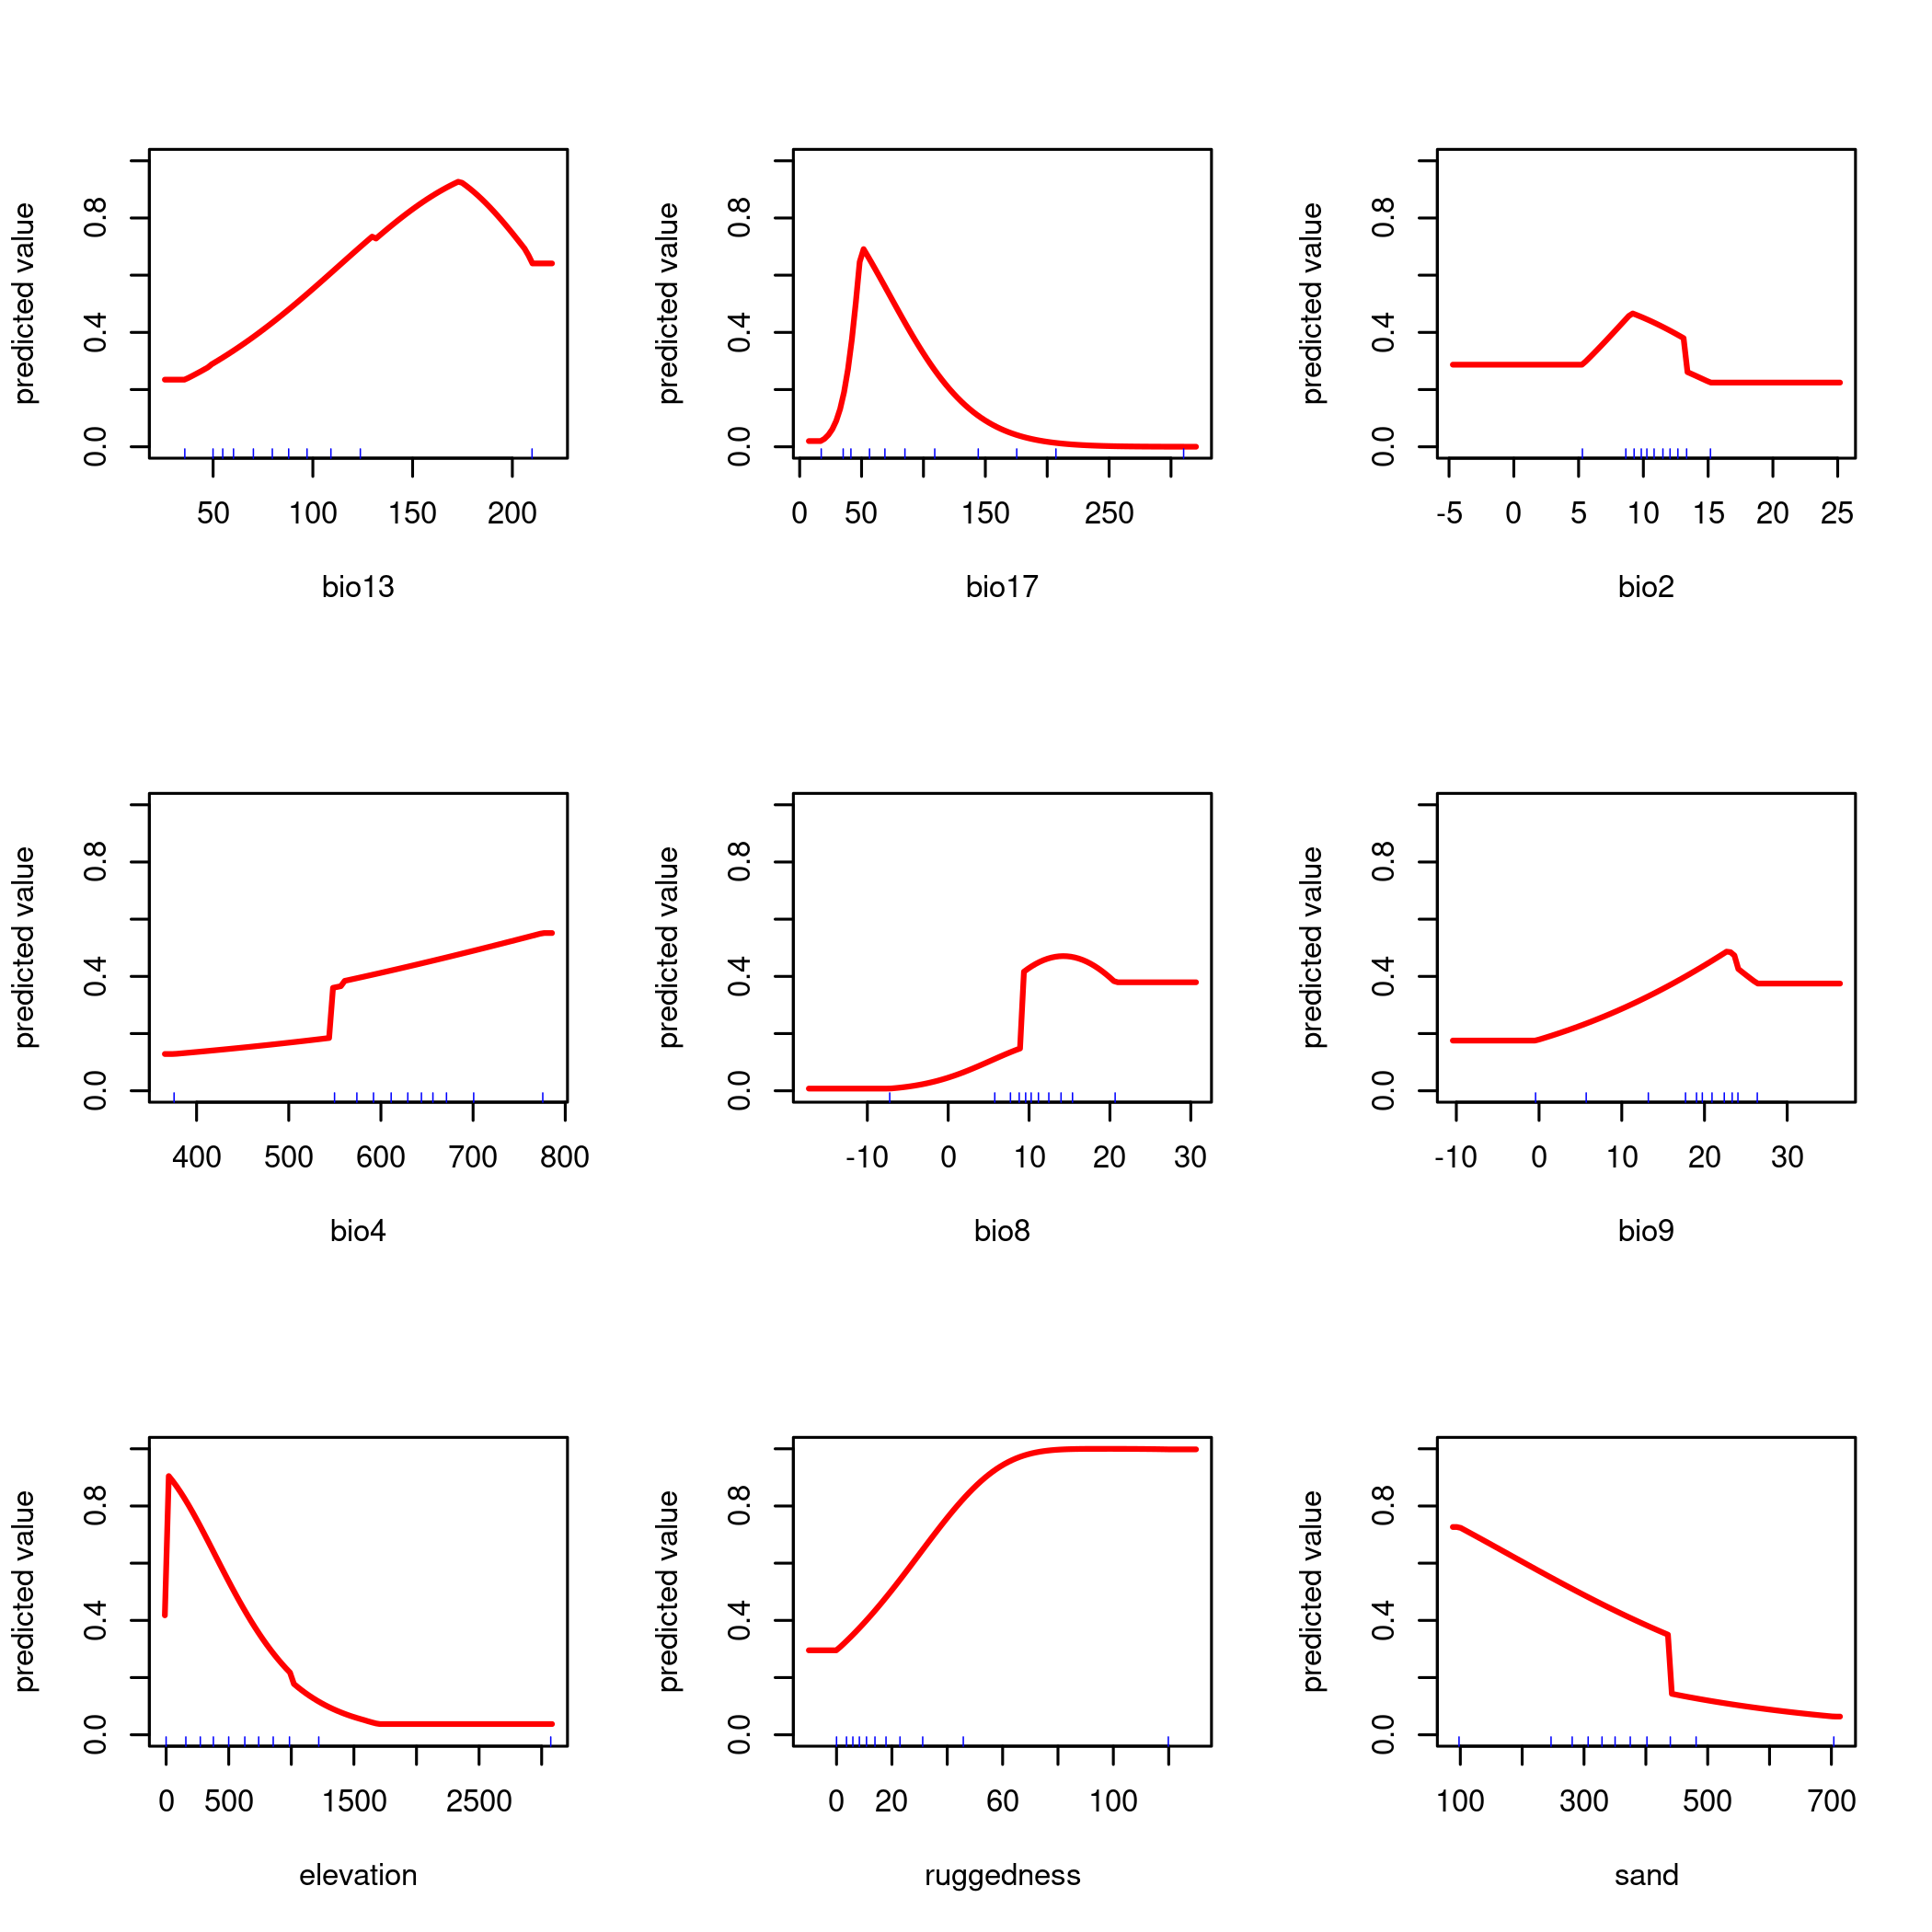 predicted value
0.0 0.4 0.8
50 100 150 200
bio13
predicted value
0.0 0.4 0.8
0 50 150 250
bio17
predicted value
0.0 0.4 0.8
-5 0 5 10 15 20 25
bio2
predicted value
0.0 0.4 0.8
400 500 600 700 800
bio4
predicted value
0.0 0.4 0.8
-10 0 10 20 30
bio8
predicted value
0.0 0.4 0.8
-10 0 10 20 30
bio9
predicted value
0.0 0.4 0.8
0 500 1500 2500
elevation
predicted value
0.0 0.4 0.8
0 20 60 100
ruggedness
predicted value
0.0 0.4 0.8
100 300 500 700
sand